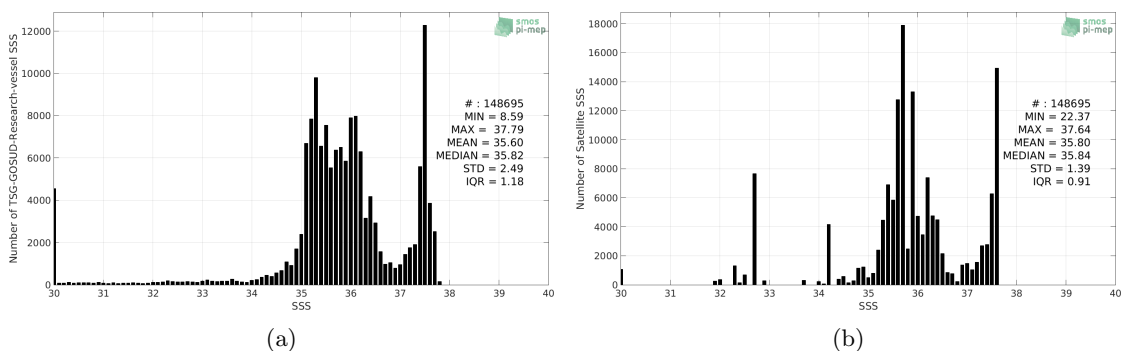 smos
pi-mep
12000
10000
8000
6000
4000
2000
0
Number of TSG-GOSUD-Research-vessel SSS
# : 148695
MIN = 8.59
MAX = 37.79
MEAN = 35.60
MEDIAN = 35.82
STD = 2.49
IQR = 1.18
30 31 32 33 34 35 36 37 38 39 40
SSS
(a)
smos
pi-mep
18000
16000
14000
12000
10000
8000
6000
4000
2000
0
Number of Satellite SSS
# : 148695
MIN = 22.37
MAX = 37.64
MEAN = 35.80
MEDIAN = 35.84
STD = 1.39
IQR = 0.91
30 31 32 33 34 35 36 37 38 39 40
SSS
(b)